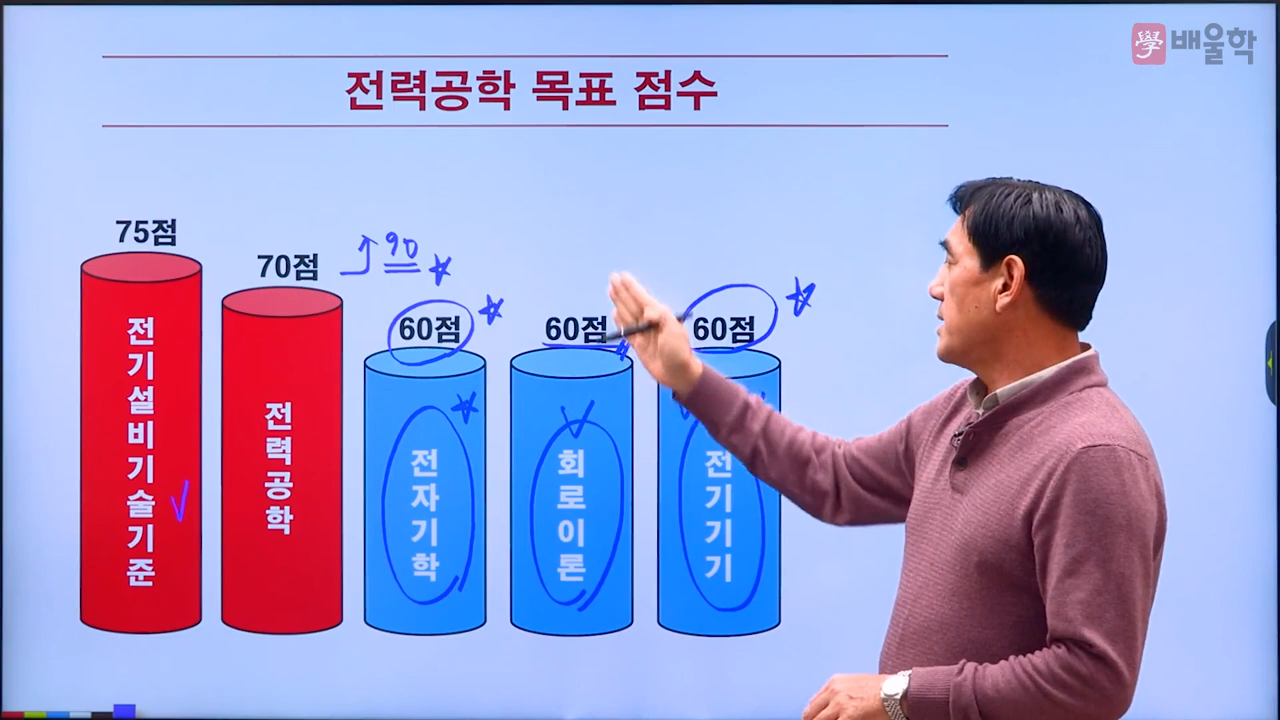 學 배울학
전력공학 목표 점수
75점
70점
90
60점
60점
60점
전기설비기술기준
전력공학
전자기학
회로이론
전기기기